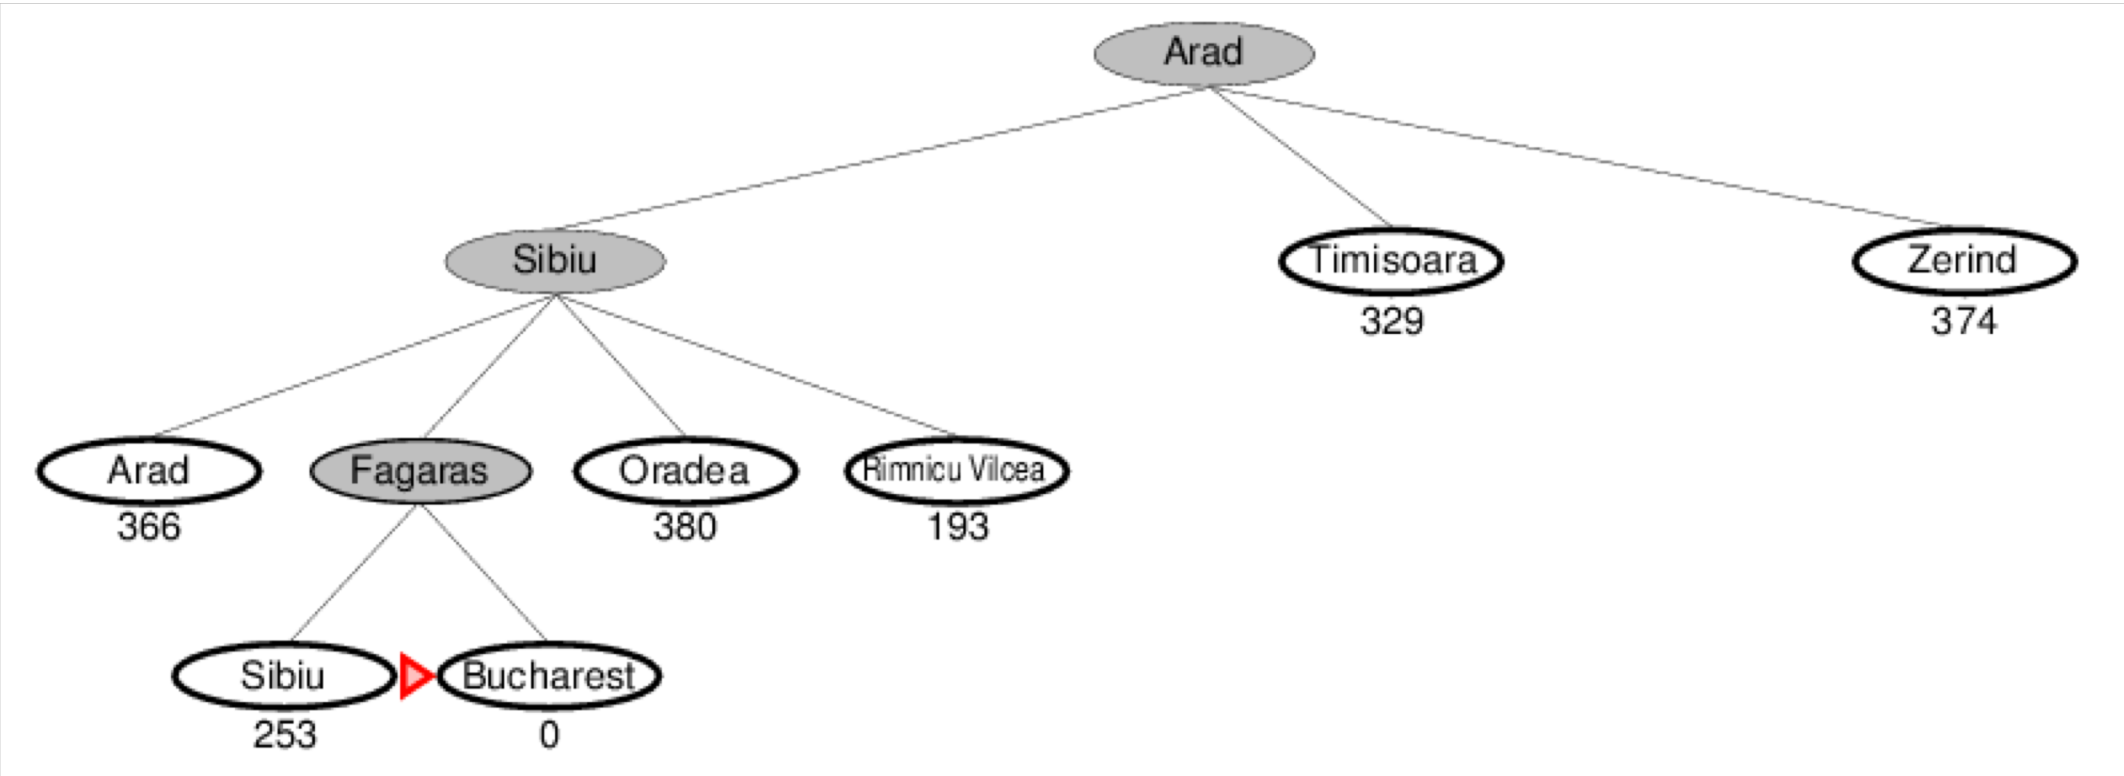 Arad
Sibiu
Timisoara
Zerind
329
374
Arad
Fagaras
Oradea
Rimnicu Vilcea
366
380
193
Sibiu
Bucharest
253
0